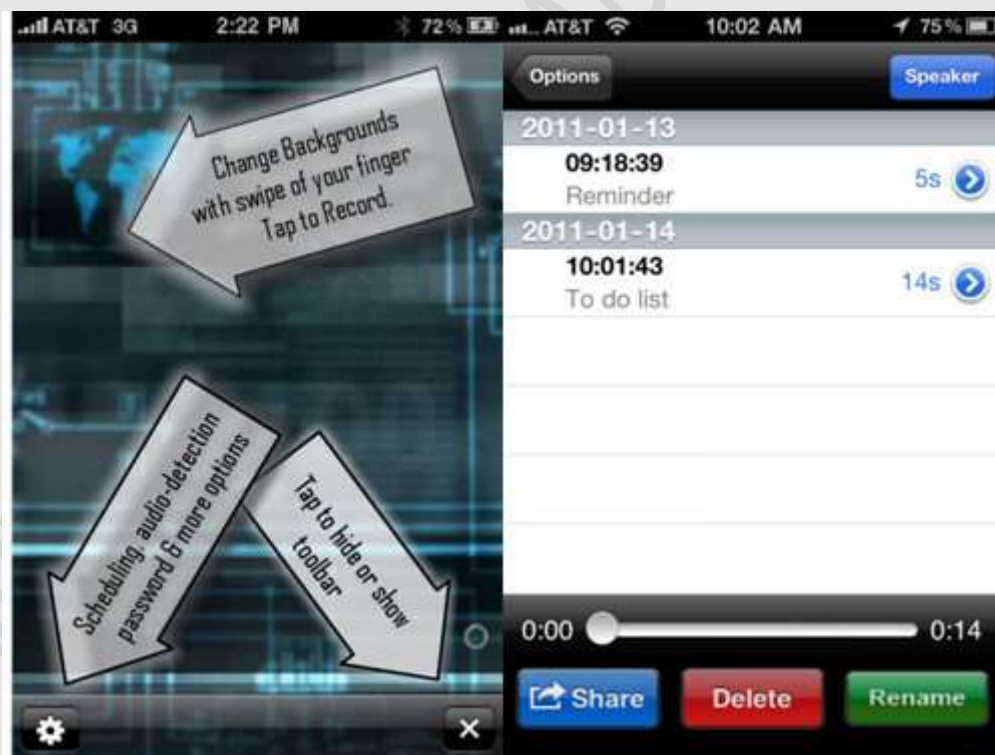 AT&T 3G 2:22 PM 72%
Change Backgrounds
with swipe of your finger
Tap to Record.
Scheduling, audio-detection
password & more options
Tap to hide or show
toolbar
AT&T 10:02 AM 75%
Options Speaker
2011-01-13
09:18:39
Reminder
5s
2011-01-14
10:01:43
To do list
14s
0:00 0:14
Share Delete Rename